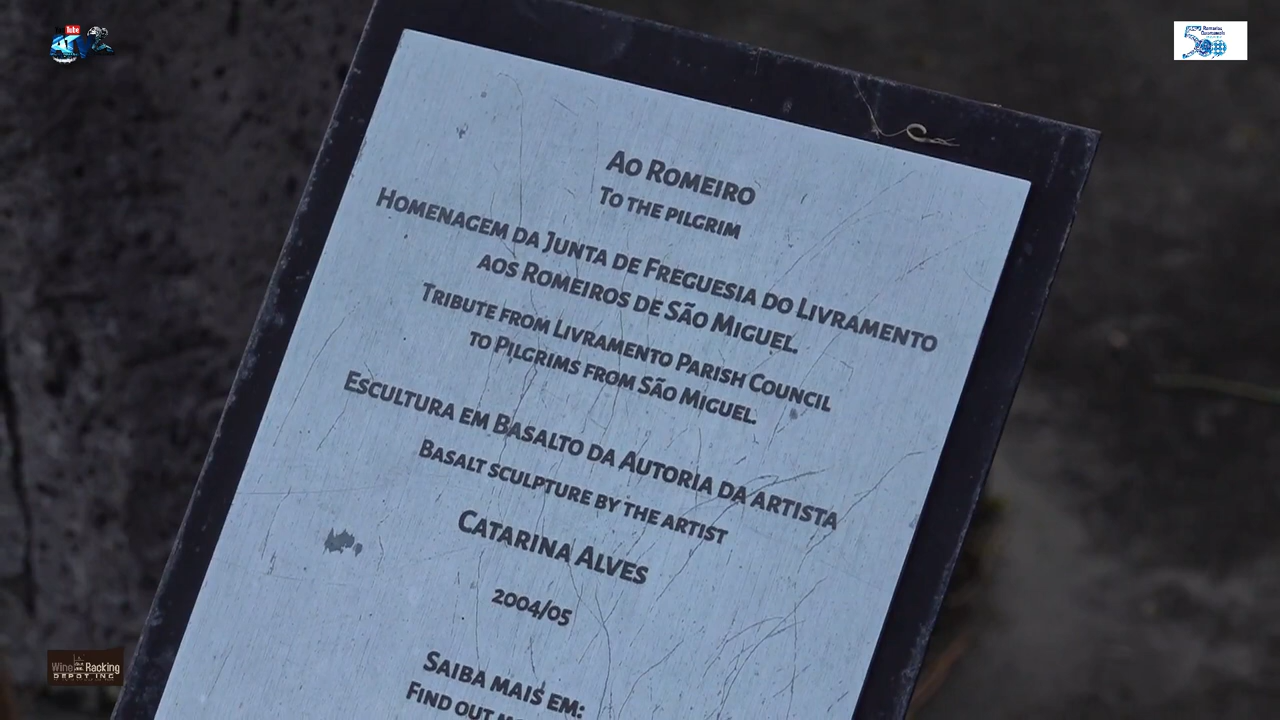 Ao Romeiro
To the pilgrim
Homenagem da Junta de Freguesia do Livramento
aos Romeiros de São Miguel.
Tribute from Livramento Parish Council
to Pilgrims from São Miguel.
Escultura em Basalto da Autoria da artista
Basalt sculpture by the artist
Catarina Alves
2004/05
Saiba mais em:
Find out
Tube
Wine Racking
DEPOT INC